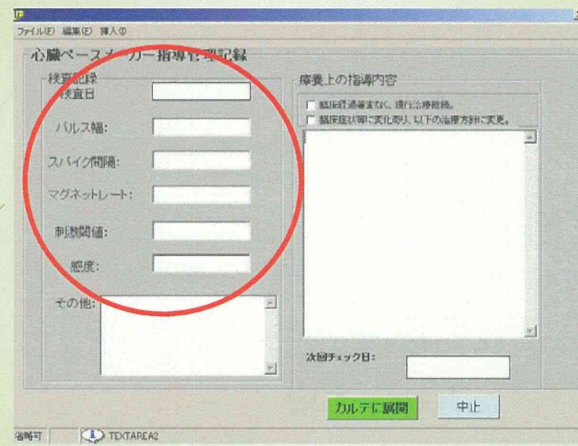 ファイル(F) 編集(E) 挿入(I)
心臓ペースメーカー指導管理記録
検査記録
検査日
パルス幅:
スパイク間隔:
マグネットレート:
刺激閾値:
感度:
その他:
療養上の指導内容
臨床経過著変なく、現行治療継続。
臨床症状等に変化あり、以下の治療方針に変更。
次回チェック日:
カルテに展開
中止
省略可
TEXTAREA2